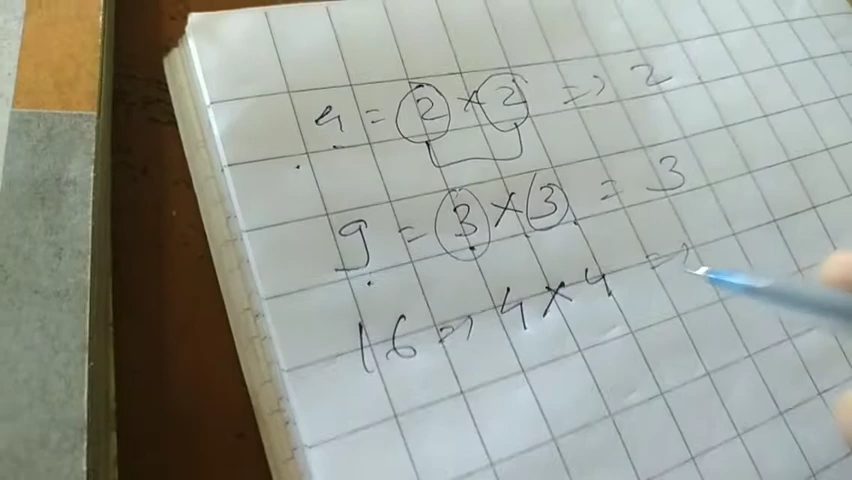 4 = 2 × 2 => 2
9 = 3 × 3 = 3
16 => 4 × 4 =>